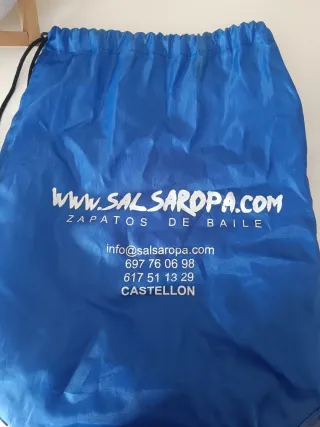 www.SALSAROPA.COM
ZAPATOS DE BAILE
info@salsaropa.com
697 76 06 98
617 51 13 29
CASTELLON